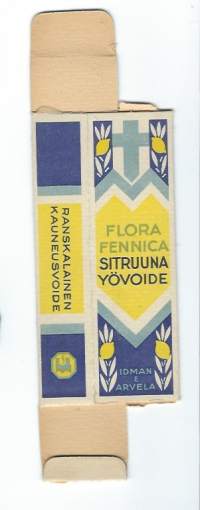 RANSKALAINEN
KAUNEUSVOIDE
FLORA
FENNICA
SITRUUNA
YÖVOIDE
IDMAN
E
ARVELA